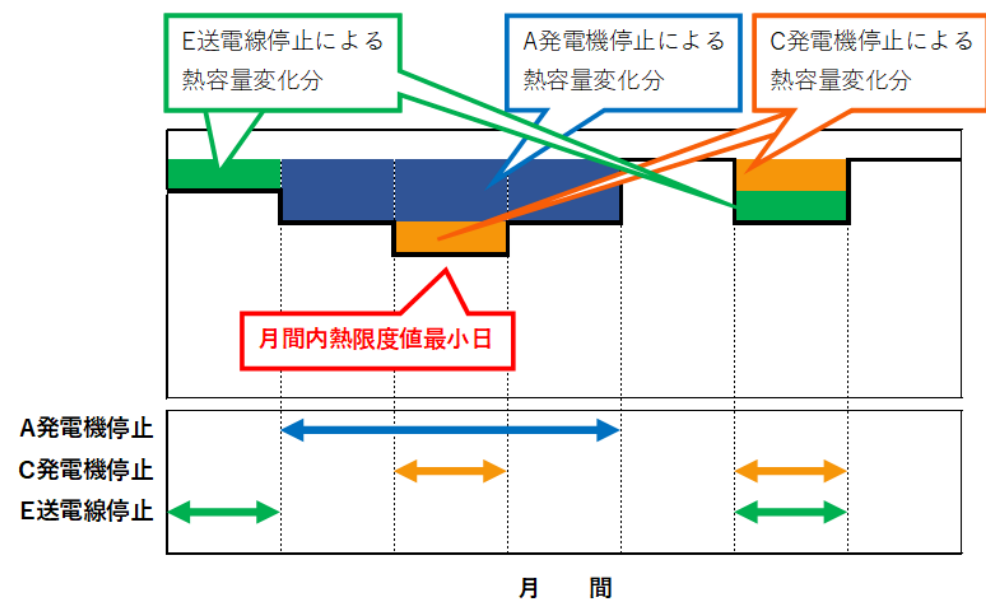 E送電線停止による
熱容量変化分
A発電機停止による
熱容量変化分
C発電機停止による
熱容量変化分
月間内熱限度値最小日
A発電機停止
C発電機停止
E送電線停止
月　間